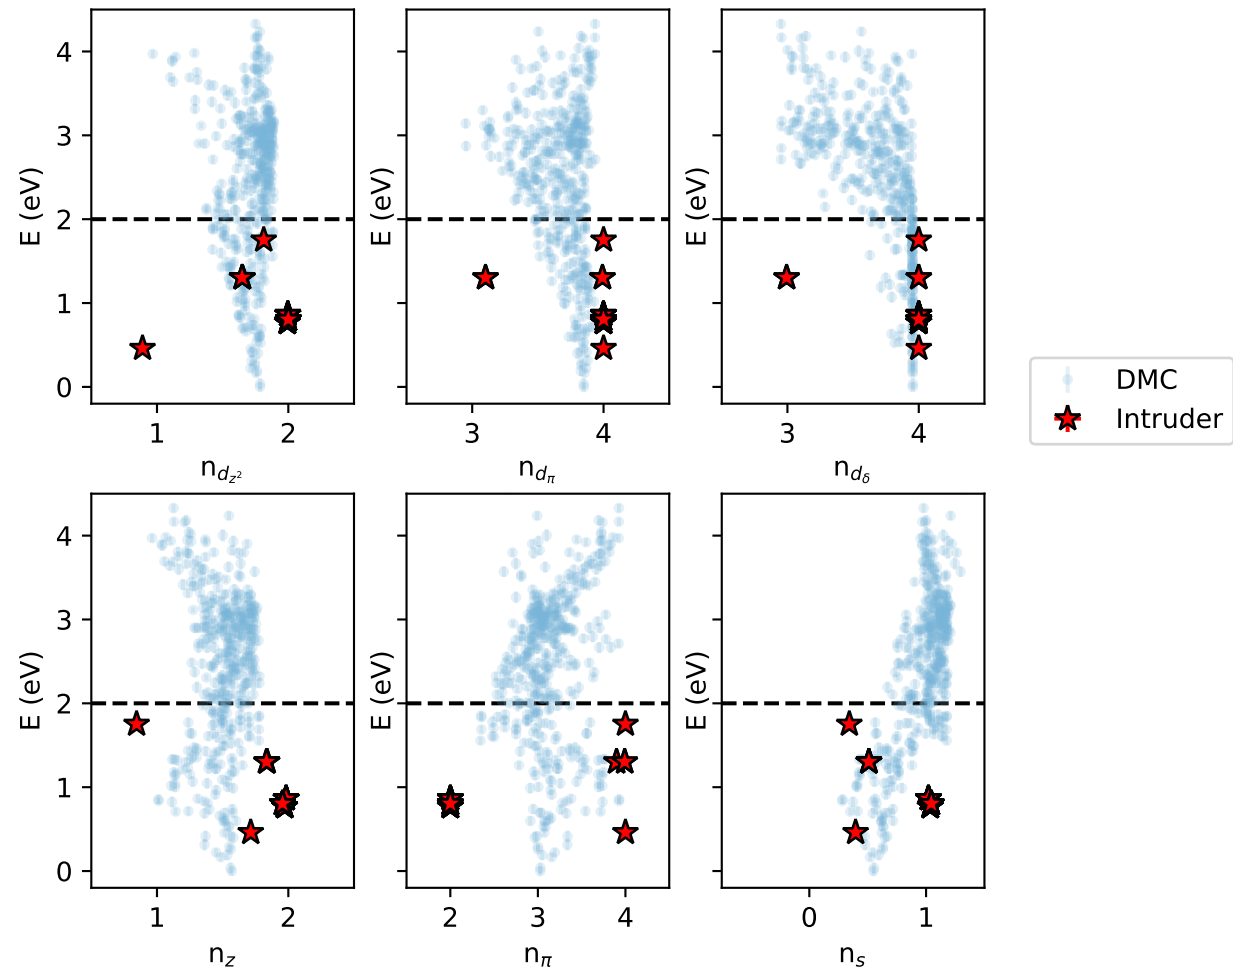 4
3
2
1
0
E (eV)
E (eV)
E (eV)
1 2
3 4
3 4
n_{d_{z^2}}
n_{d_π}
n_{d_δ}
DMC
Intruder
4
3
2
1
0
E (eV)
E (eV)
E (eV)
1 2
2 3 4
0 1
n_z
n_π
n_s